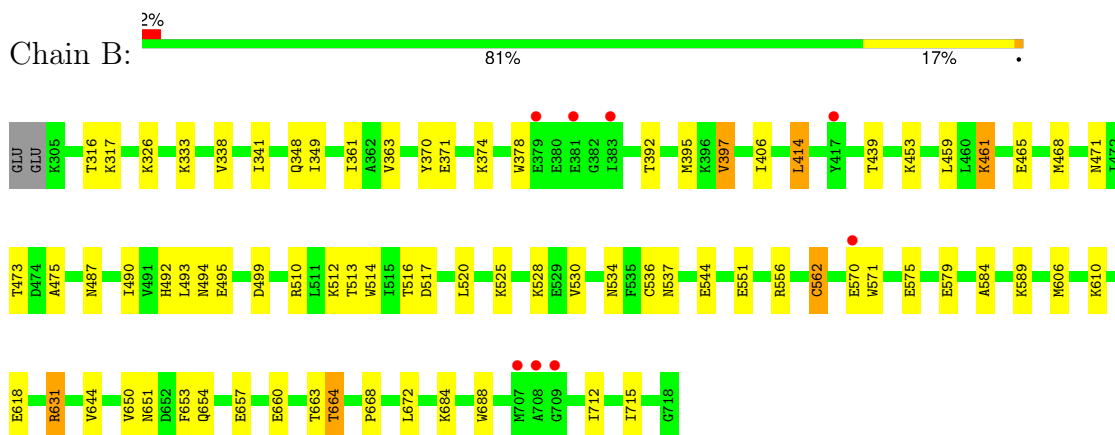 2%
Chain B:
81% 17% •
GLU GLU K305 T316 K317 K326 K333 V338 I341 Q348 I349 I361 A362 V363 Y370 E371 K374 W378 E379 E380 E381 G382 I383 T392 M395 K396 V397 I406 L414 Y417 T439 K453 L459 L460 K461 E465 M468 N471 I472
T473 D474 A475 N487 I490 V491 H492 L493 N494 E495 D499 R510 L511 K512 T513 W514 I515 T516 D517 L520 K525 K528 E529 V530 N534 F535 C536 N537 E544 E551 R556 C562 E570 W571 E575 E579 A584 K589 M606 K610
E618 R631 V644 V650 N651 D652 F653 Q654 E657 E660 T663 T664 P668 L672 K684 W688 M707 A708 G709 I712 I715 G718